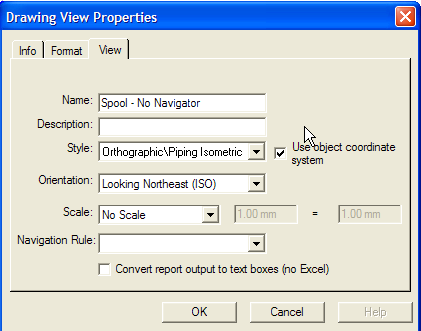 Drawing View Properties
Info Format View
Name: Spool - No Navigator
Description:
Style: Orthographic\Piping Isometric Use object coordinate
system
Orientation: Looking Northeast (ISO)
Scale: No Scale 1.00 mm = 1.00 mm
Navigation Rule:
Convert report output to text boxes (no Excel)
OK Cancel Help